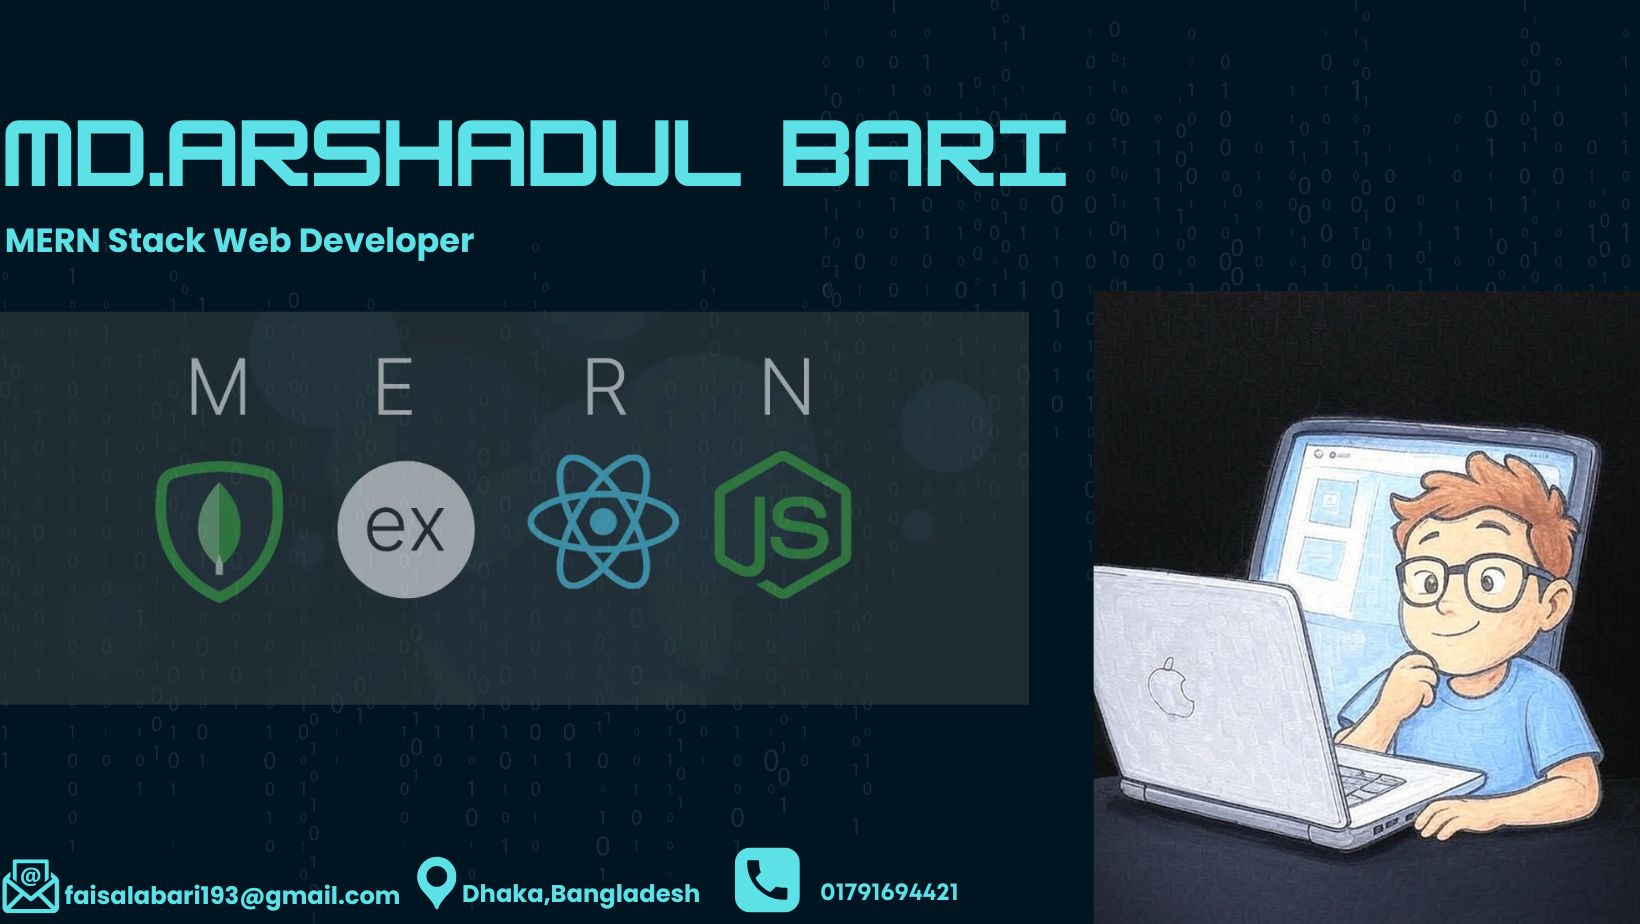 MD.ARSHADUL BARI
MERN Stack Web Developer
M E R N
ex JS
@ faisalabari193@gmail.com Dhaka,Bangladesh 01791694421